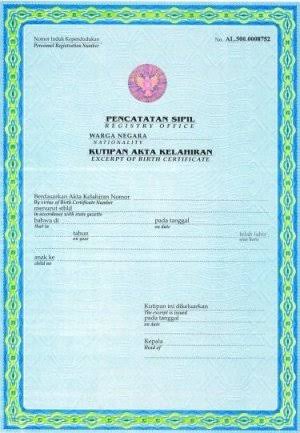 Nomor Induk Kependudukan
Personal Registration Number
No. AL.500.0008752
PENCATATAN SIPIL
REGISTRY OFFICE
WARGA NEGARA
NATIONALITY
KUTIPAN AKTA KELAHIRAN
EXCERPT OF BIRTH CERTIFICATE
Berdasarkan Akta Kelahiran Nomor
By virtue of Birth Certificate Number
menurut stbld
in accordance with state gazette
bahwa di
that in
pada tanggal
on date
tahun
on year
telah lahir
was born
anak ke
child no
Kutipan ini dikeluarkan
The excerpt is issued
pada tanggal
on date
Kepala
Head of